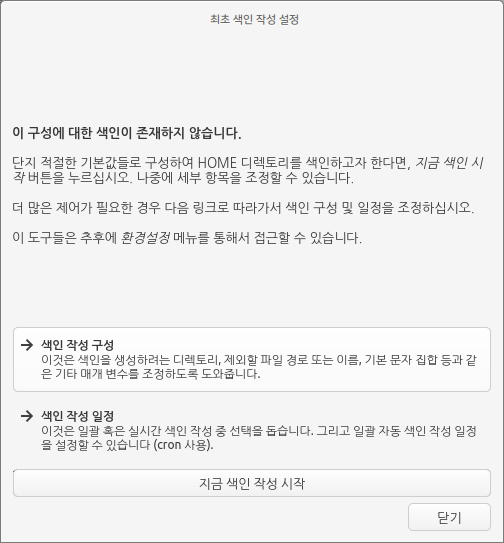 최초 색인 작성 설정
이 구성에 대한 색인이 존재하지 않습니다.
단지 적절한 기본값들로 구성하여 HOME 디렉토리를 색인하고자 한다면, 지금 색인 시
작 버튼을 누르십시오. 나중에 세부 항목을 조정할 수 있습니다.
더 많은 제어가 필요한 경우 다음 링크로 따라가서 색인 구성 및 일정을 조정하십시오.
이 도구들은 추후에 환경설정 메뉴를 통해서 접근할 수 있습니다.
색인 작성 구성
이것은 색인을 생성하려는 디렉토리, 제외할 파일 경로 또는 이름, 기본 문자 집합 등과 같
은 기타 매개 변수를 조정하도록 도와줍니다.
색인 작성 일정
이것은 일괄 혹은 실시간 색인 작성 중 선택을 돕습니다. 그리고 일괄 자동 색인 작성 일정
을 설정할 수 있습니다 (cron 사용).
지금 색인 작성 시작
닫기